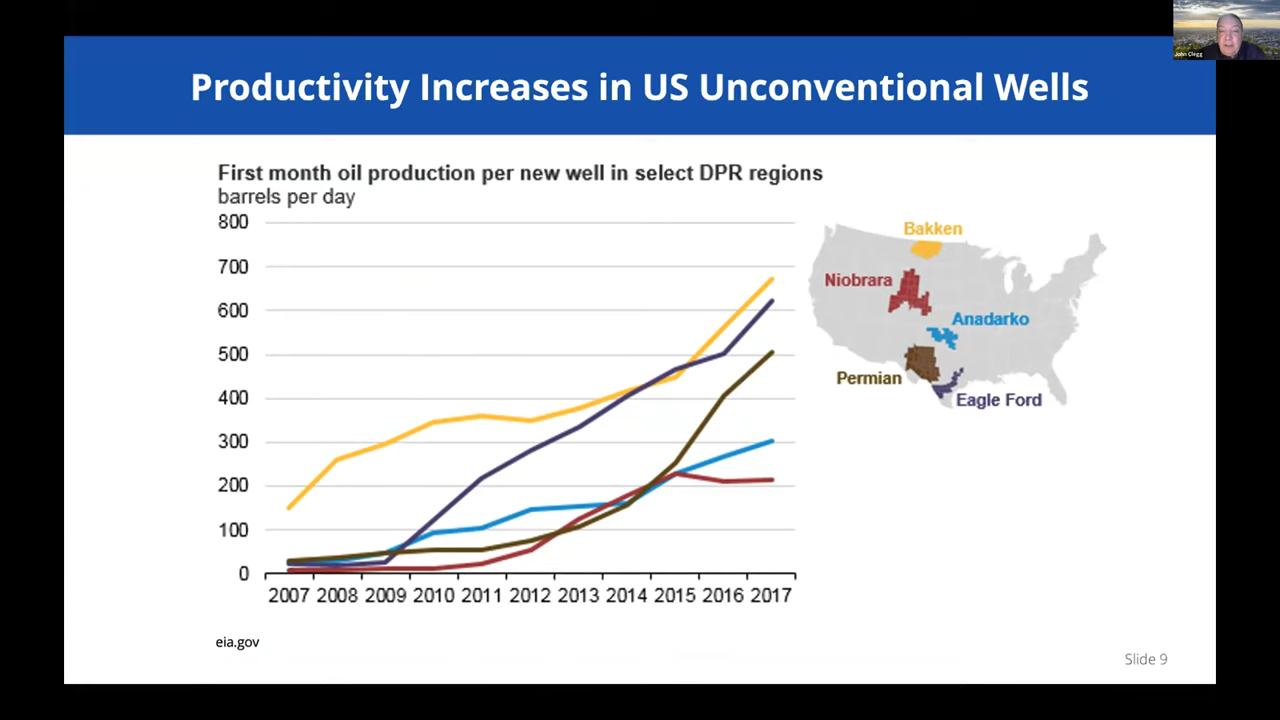 John Clegg
Productivity Increases in US Unconventional Wells
First month oil production per new well in select DPR regions
barrels per day
800
700
600
500
400
300
200
100
0
2007 2008 2009 2010 2011 2012 2013 2014 2015 2016 2017
Bakken
Niobrara
Anadarko
Permian
Eagle Ford
eia.gov
Slide 9